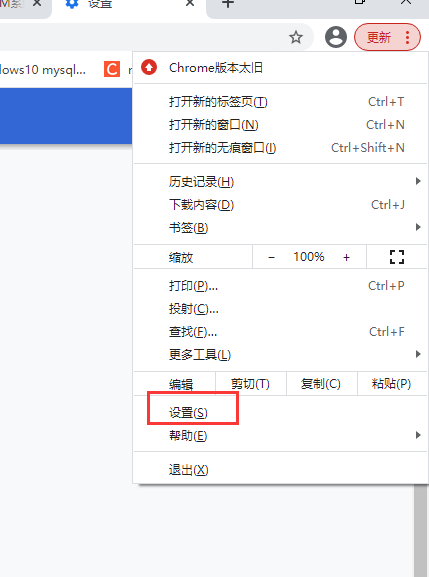 M系 设置
更新
dows10 mysql...
Chrome版本太旧
打开新的标签页(T) Ctrl+T
打开新的窗口(N) Ctrl+N
打开新的无痕窗口(I) Ctrl+Shift+N
历史记录(H)
下载内容(D) Ctrl+J
书签(B)
缩放 − 100% +
打印(P)... Ctrl+P
投射(C)...
查找(F)... Ctrl+F
更多工具(L)
编辑 剪切(T) 复制(C) 粘贴(P)
设置(S)
帮助(E)
退出(X)